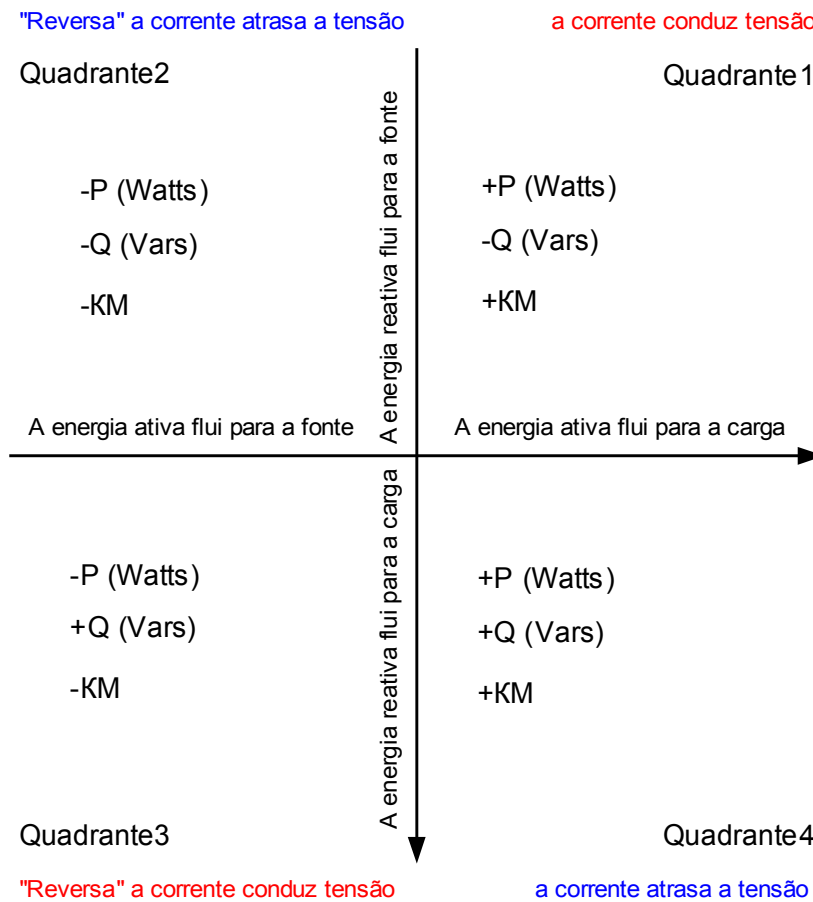 "Reversa" a corrente atrasa a tensão
a corrente conduz tensão
Quadrante2
Quadrante1
A energia reativa flui para a fonte
-P (Watts)
-Q (Vars)
-KM
+P (Watts)
-Q (Vars)
+KM
A energia ativa flui para a fonte
A energia ativa flui para a carga
A energia reativa flui para a carga
-P (Watts)
+Q (Vars)
-KM
+P (Watts)
+Q (Vars)
+KM
Quadrante3
Quadrante4
"Reversa" a corrente conduz tensão
a corrente atrasa a tensão